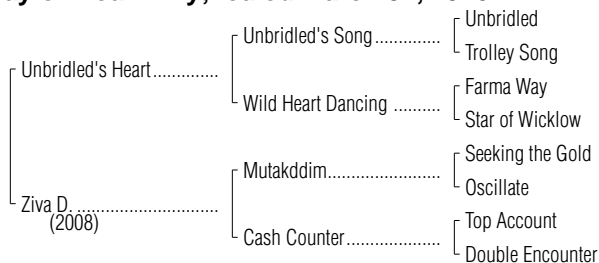 Unbridled
Unbridled's Song..............
Trolley Song
Unbridled's Heart..............
Farma Way
Wild Heart Dancing ..........
Star of Wicklow
Seeking the Gold
Mutakddim........................
Oscillate
Ziva D. ..............................
(2008)
Top Account
Cash Counter....................
Double Encounter